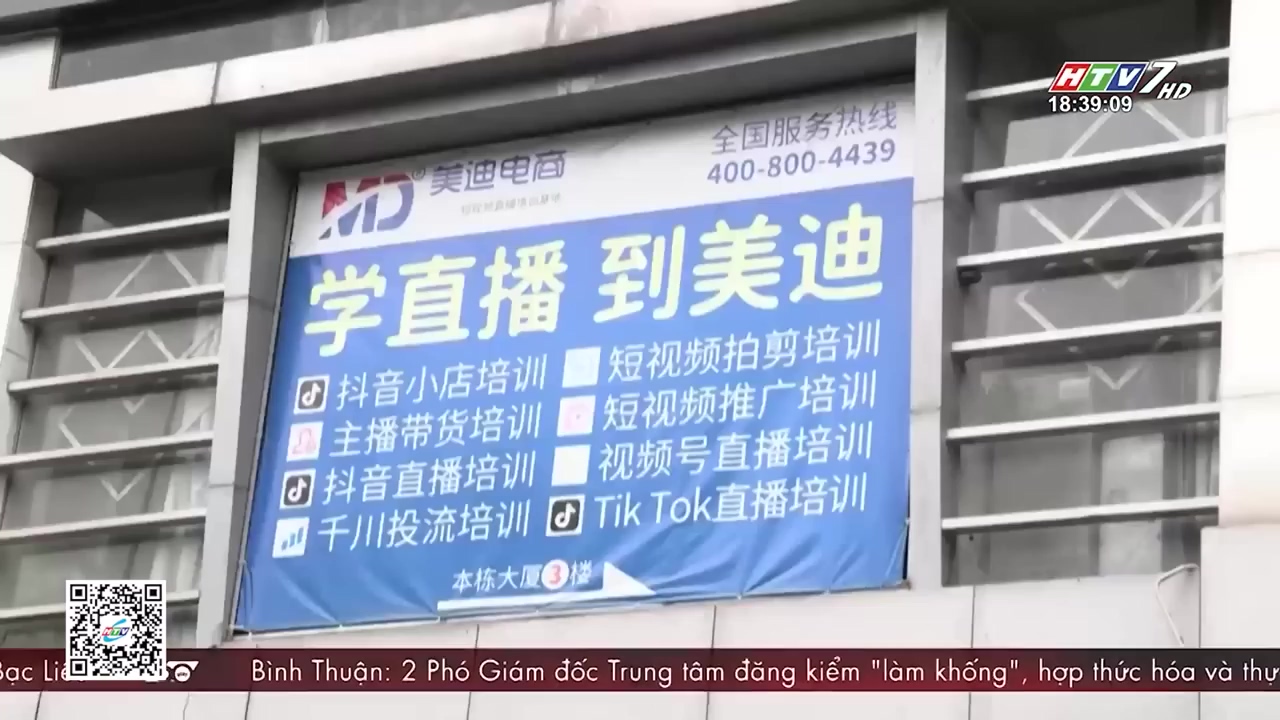 HTV7 HD
18:39:09
全国服务热线
400-800-4439
MD® 美迪电商
学直播 到美迪
抖音小店培训
短视频拍剪培训
主播带货培训
短视频推广培训
抖音直播培训
视频号直播培训
千川投流培训
TikTok直播培训
本栋大厦3楼
HTV
Bạc Liê
Bình Thuận: 2 Phó Giám đốc Trung tâm đăng kiểm "làm khống", hợp thức hóa và thự